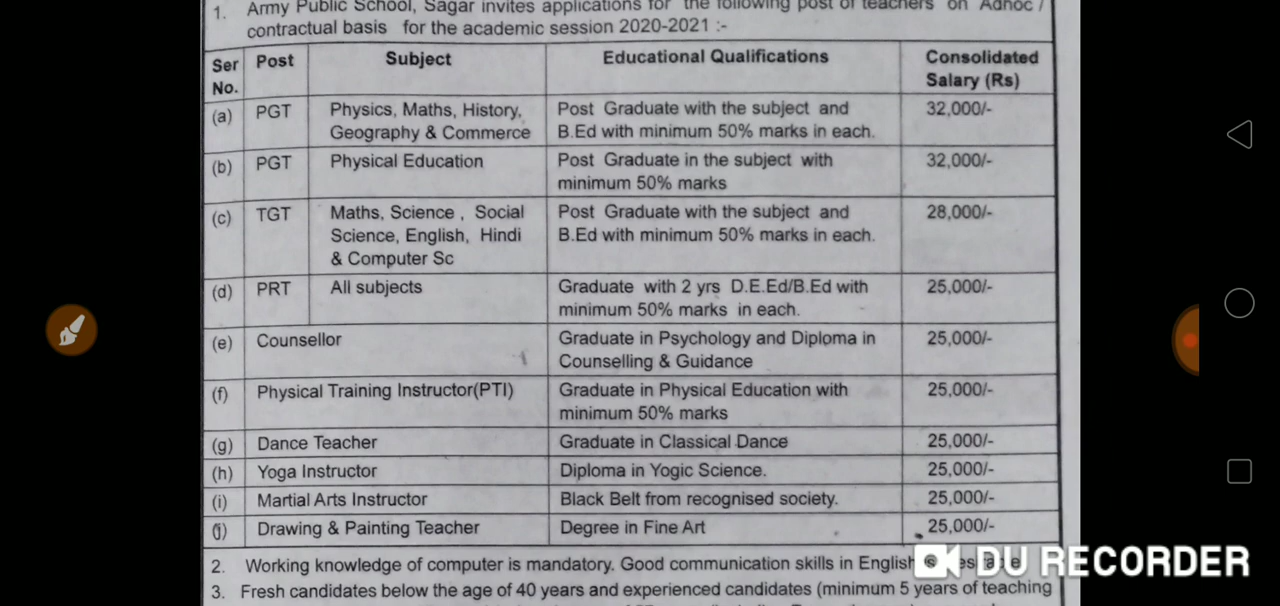 1. Army Public School, Sagar invites applications for the following post of teachers on Adhoc /
contractual basis for the academic session 2020-2021 :-
Ser No. Post Subject Educational Qualifications Consolidated Salary (Rs)
(a) PGT Physics, Maths, History, Post Graduate with the subject and 32,000/-
Geography & Commerce B.Ed with minimum 50% marks in each.
(b) PGT Physical Education Post Graduate in the subject with 32,000/-
minimum 50% marks
(c) TGT Maths, Science , Social Post Graduate with the subject and 28,000/-
Science, English, Hindi B.Ed with minimum 50% marks in each.
& Computer Sc
(d) PRT All subjects Graduate with 2 yrs D.E.Ed/B.Ed with 25,000/-
minimum 50% marks in each.
(e) Counsellor Graduate in Psychology and Diploma in 25,000/-
Counselling & Guidance
(f) Physical Training Instructor(PTI) Graduate in Physical Education with 25,000/-
minimum 50% marks
(g) Dance Teacher Graduate in Classical Dance 25,000/-
(h) Yoga Instructor Diploma in Yogic Science. 25,000/-
(i) Martial Arts Instructor Black Belt from recognised society. 25,000/-
(j) Drawing & Painting Teacher Degree in Fine Art 25,000/-
2. Working knowledge of computer is mandatory. Good communication skills in English
DU RECORDER
3. Fresh candidates below the age of 40 years and experienced candidates (minimum 5 years of teaching